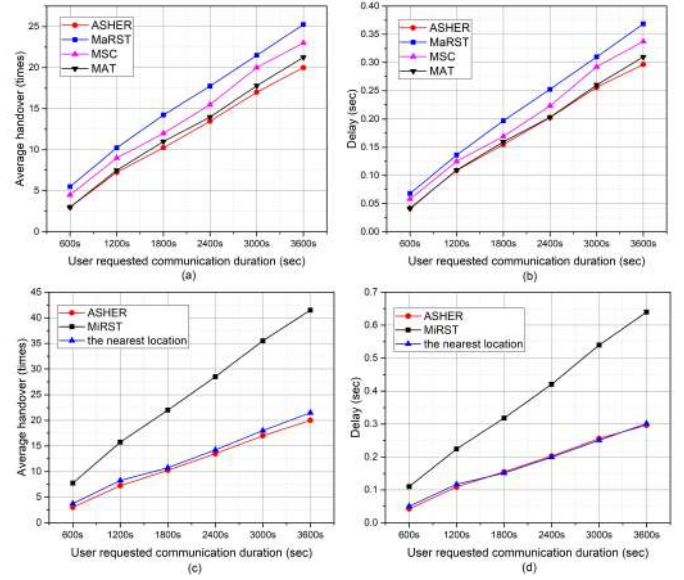 ASHER
MaRST
MSC
MAT
Average handover (times)
25
20
15
10
5
0
600s 1200s 1800s 2400s 3000s 3600s
User requested communication duration (sec)
(a)
ASHER
MaRST
MSC
MAT
Delay (sec)
0.40
0.35
0.30
0.25
0.20
0.15
0.10
0.05
0.00
600s 1200s 1800s 2400s 3000s 3600s
User requested communication duration (sec)
(b)
ASHER
MiRST
the nearest location
Average handover (times)
45
40
35
30
25
20
15
10
5
0
600s 1200s 1800s 2400s 3000s 3600s
User requested communication duration (sec)
(c)
ASHER
MiRST
the nearest location
Delay (sec)
0.7
0.6
0.5
0.4
0.3
0.2
0.1
0.0
600s 1200s 1800s 2400s 3000s 3600s
User requested communication duration (sec)
(d)